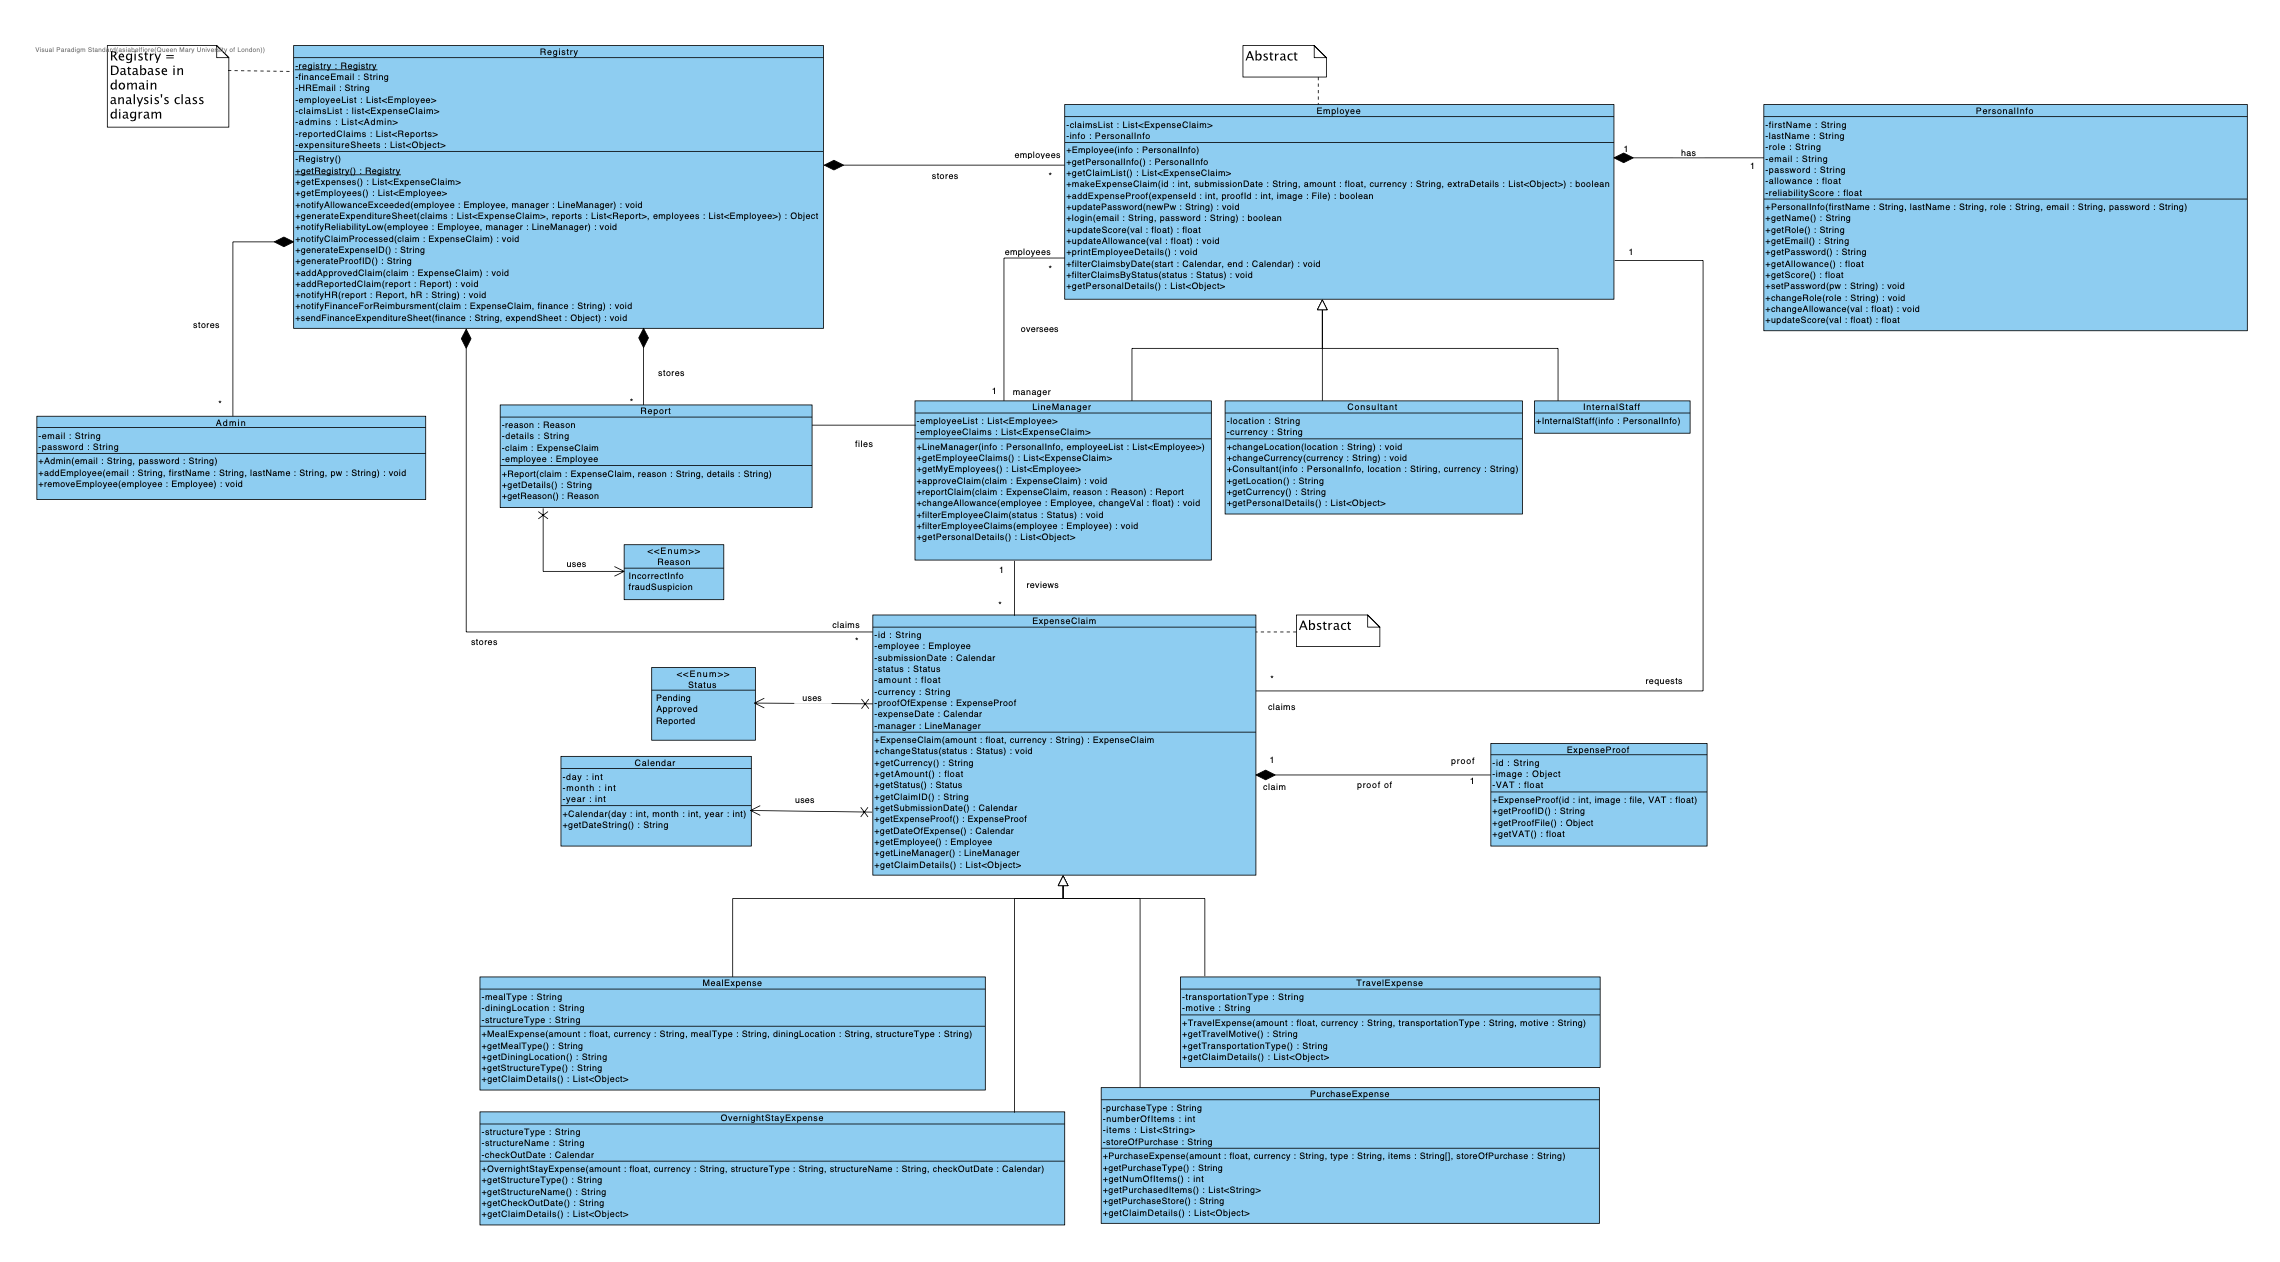 Visual Paradigm Standard(asiabelfiore(Queen Mary University of London))
Registry =
Database in
domain
analysis's class
diagram
Registry
-registry : Registry
-financeEmail : String
-HREmail : String
-employeeList : List<Employee>
-claimsList : list<ExpenseClaim>
-admins : List<Admin>
-reportedClaims : List<Reports>
-expensitureSheets : List<Object>
-Registry()
+getRegistry() : Registry
+getExpenses() : List<ExpenseClaim>
+getEmployees() : List<Employee>
+notifyAllowanceExceeded(employee : Employee, manager : LineManager) : void
+generateExpenditureSheet(claims : List<ExpenseClaim>, reports : List<Report>, employees : List<Employee>) : Object
+notifyReliabilityLow(employee : Employee, manager : LineManager) : void
+notifyClaimProcessed(claim : ExpenseClaim) : void
+generateExpenseID() : String
+generateProofID() : String
+addApprovedClaim(claim : ExpenseClaim) : void
+addReportedClaim(report : Report) : void
+notifyHR(report : Report, hR : String) : void
+notifyFinanceForReimbursment(claim : ExpenseClaim, finance : String) : void
+sendFinanceExpenditureSheet(finance : String, expendSheet : Object) : void
employees
stores
*
Abstract
Employee
-claimsList : List<ExpenseClaim>
-info : PersonalInfo
+Employee(info : PersonalInfo)
+getPersonalInfo() : PersonalInfo
+getClaimList() : List<ExpenseClaim>
+makeExpenseClaim(id : int, submissionDate : String, amount : float, currency : String, extraDetails : List<Object>) : boolean
+addExpenseProof(expenseId : int, proofId : int, image : File) : boolean
+updatePassword(newPw : String) : void
+login(email : String, password : String) : boolean
+updateScore(val : float) : float
+updateAllowance(val : float) : void
+printEmployeeDetails() : void
+filterClaimsbyDate(start : Calendar, end : Calendar) : void
+filterClaimsByStatus(status : Status) : void
+getPersonalDetails() : List<Object>
1
has
1
PersonalInfo
-firstName : String
-lastName : String
-role : String
-email : String
-password : String
-allowance : float
-reliabilityScore : float
+PersonalInfo(firstName : String, lastName : String, role : String, email : String, password : String)
+getName() : String
+getRole() : String
+getEmail() : String
+getPassword() : String
+getAllowance() : float
+getScore() : float
+setPassword(pw : String) : void
+changeRole(role : String) : void
+changeAllowance(val : float) : void
+updateScore(val : float) : float
employees
*
oversees
1
manager
1
stores
*
stores
*
Admin
-email : String
-password : String
+Admin(email : String, password : String)
+addEmployee(email : String, firstName : String, lastName : String, pw : String) : void
+removeEmployee(employee : Employee) : void
Report
-reason : Reason
-details : String
-claim : ExpenseClaim
-employee : Employee
+Report(claim : ExpenseClaim, reason : String, details : String)
+getDetails() : String
+getReason() : Reason
files
LineManager
-employeeList : List<Employee>
-employeeClaims : List<ExpenseClaim>
+LineManager(info : PersonalInfo, employeeList : List<Employee>)
+getEmployeeClaims() : List<ExpenseClaim>
+getMyEmployees() : List<Employee>
+approveClaim(claim : ExpenseClaim) : void
+reportClaim(claim : ExpenseClaim, reason : Reason) : Report
+changeAllowance(employee : Employee, changeVal : float) : void
+filterEmployeeClaim(status : Status) : void
+filterEmployeeClaims(employee : Employee) : void
+getPersonalDetails() : List<Object>
Consultant
-location : String
-currency : String
+changeLocation(location : String) : void
+changeCurrency(currency : String) : void
+Consultant(info : PersonalInfo, location : Stiring, currency : String)
+getLocation() : String
+getCurrency() : String
+getPersonalDetails() : List<Object>
InternalStaff
+InternalStaff(info : PersonalInfo)
uses
<<Enum>>
Reason
IncorrectInfo
fraudSuspicion
1
reviews
*
claims
*
stores
ExpenseClaim
-id : String
-employee : Employee
-submissionDate : Calendar
-status : Status
-amount : float
-currency : String
-proofOfExpense : ExpenseProof
-expenseDate : Calendar
-manager : LineManager
+ExpenseClaim(amount : float, currency : String) : ExpenseClaim
+changeStatus(status : Status) : void
+getCurrency() : String
+getAmount() : float
+getStatus() : Status
+getClaimID() : String
+getSubmissionDate() : Calendar
+getExpenseProof() : ExpenseProof
+getDateOfExpense() : Calendar
+getEmployee() : Employee
+getLineManager() : LineManager
+getClaimDetails() : List<Object>
Abstract
*
requests
claims
<<Enum>>
Status
Pending
Approved
Reported
uses
Calendar
-day : int
-month : int
-year : int
+Calendar(day : int, month : int, year : int)
+getDateString() : String
uses
1
claim
proof of
proof
1
ExpenseProof
-id : String
-image : Object
-VAT : float
+ExpenseProof(id : int, image : file, VAT : float)
+getProofID() : String
+getProofFile() : Object
+getVAT() : float
MealExpense
-mealType : String
-diningLocation : String
-structureType : String
+MealExpense(amount : float, currency : String, mealType : String, diningLocation : String, structureType : String)
+getMealType() : String
+getDiningLocation() : String
+getStructureType() : String
+getClaimDetails() : List<Object>
TravelExpense
-transportationType : String
-motive : String
+TravelExpense(amount : float, currency : String, transportationType : String, motive : String)
+getTravelMotive() : String
+getTransportationType() : String
+getClaimDetails() : List<Object>
OvernightStayExpense
-structureType : String
-structureName : String
-checkOutDate : Calendar
+OvernightStayExpense(amount : float, currency : String, structureType : String, structureName : String, checkOutDate : Calendar)
+getStructureType() : String
+getStructureName() : String
+getCheckOutDate() : String
+getClaimDetails() : List<Object>
PurchaseExpense
-purchaseType : String
-numberOfItems : int
-items : List<String>
-storeOfPurchase : String
+PurchaseExpense(amount : float, currency : String, type : String, items : String[], storeOfPurchase : String)
+getPurchaseType() : String
+getNumOfItems() : int
+getPurchasedItems() : List<String>
+getPurchaseStore() : String
+getClaimDetails() : List<Object>